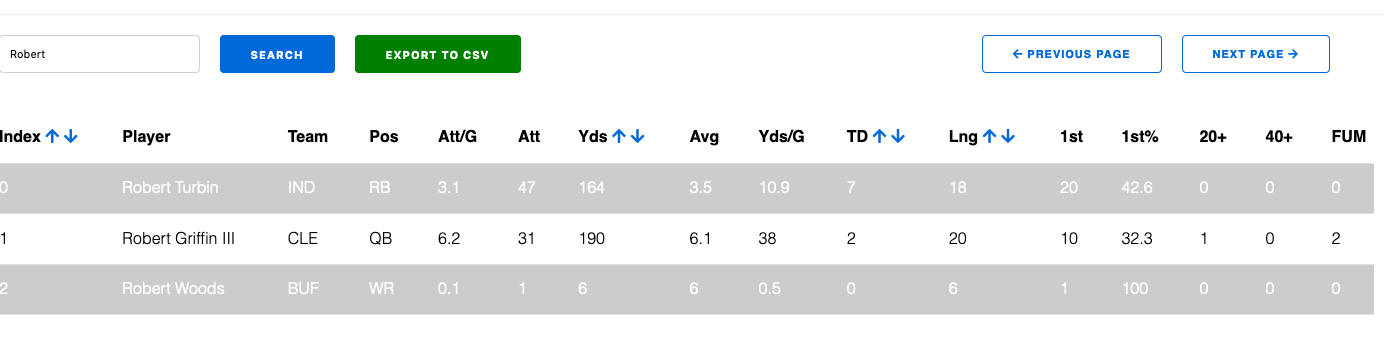 Robert SEARCH EXPORT TO CSV ← PREVIOUS PAGE NEXT PAGE →
Index ↑↓ Player Team Pos Att/G Att Yds ↑↓ Avg Yds/G TD ↑↓ Lng ↑↓ 1st 1st% 20+ 40+ FUM
0 Robert Turbin IND RB 3.1 47 164 3.5 10.9 7 18 20 42.6 0 0 0
1 Robert Griffin III CLE QB 6.2 31 190 6.1 38 2 20 10 32.3 1 0 2
2 Robert Woods BUF WR 0.1 1 6 6 0.5 0 6 1 100 0 0 0